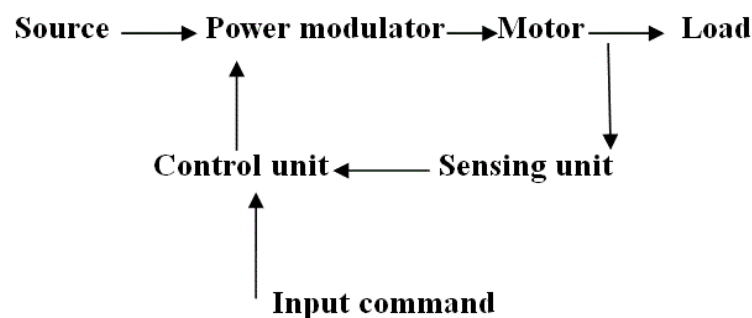 Source Power modulator Motor Load
Control unit Sensing unit
Input command